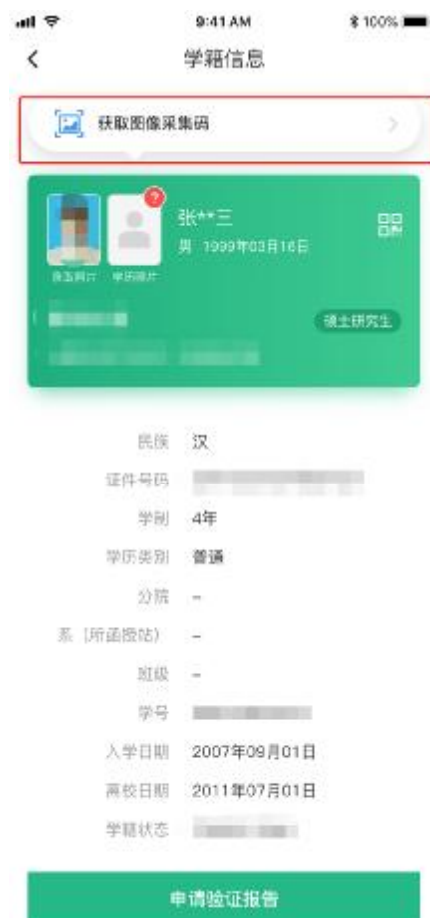 9:41 AM
100%
学籍信息
获取图像采集码
?
张**三
男 1999年03月16日
录取照片 学历照片
硕士研究生
民族 汉
证件号码
学制 4年
学历类别 普通
分院 –
系（所函授站） –
班级 –
学号
入学日期 2007年09月01日
离校日期 2011年07月01日
学籍状态
申请验证报告